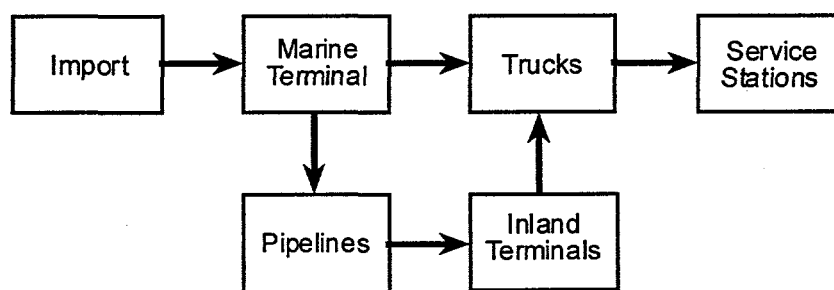 Import
Marine
Terminal
Trucks
Service
Stations
Pipelines
Inland
Terminals